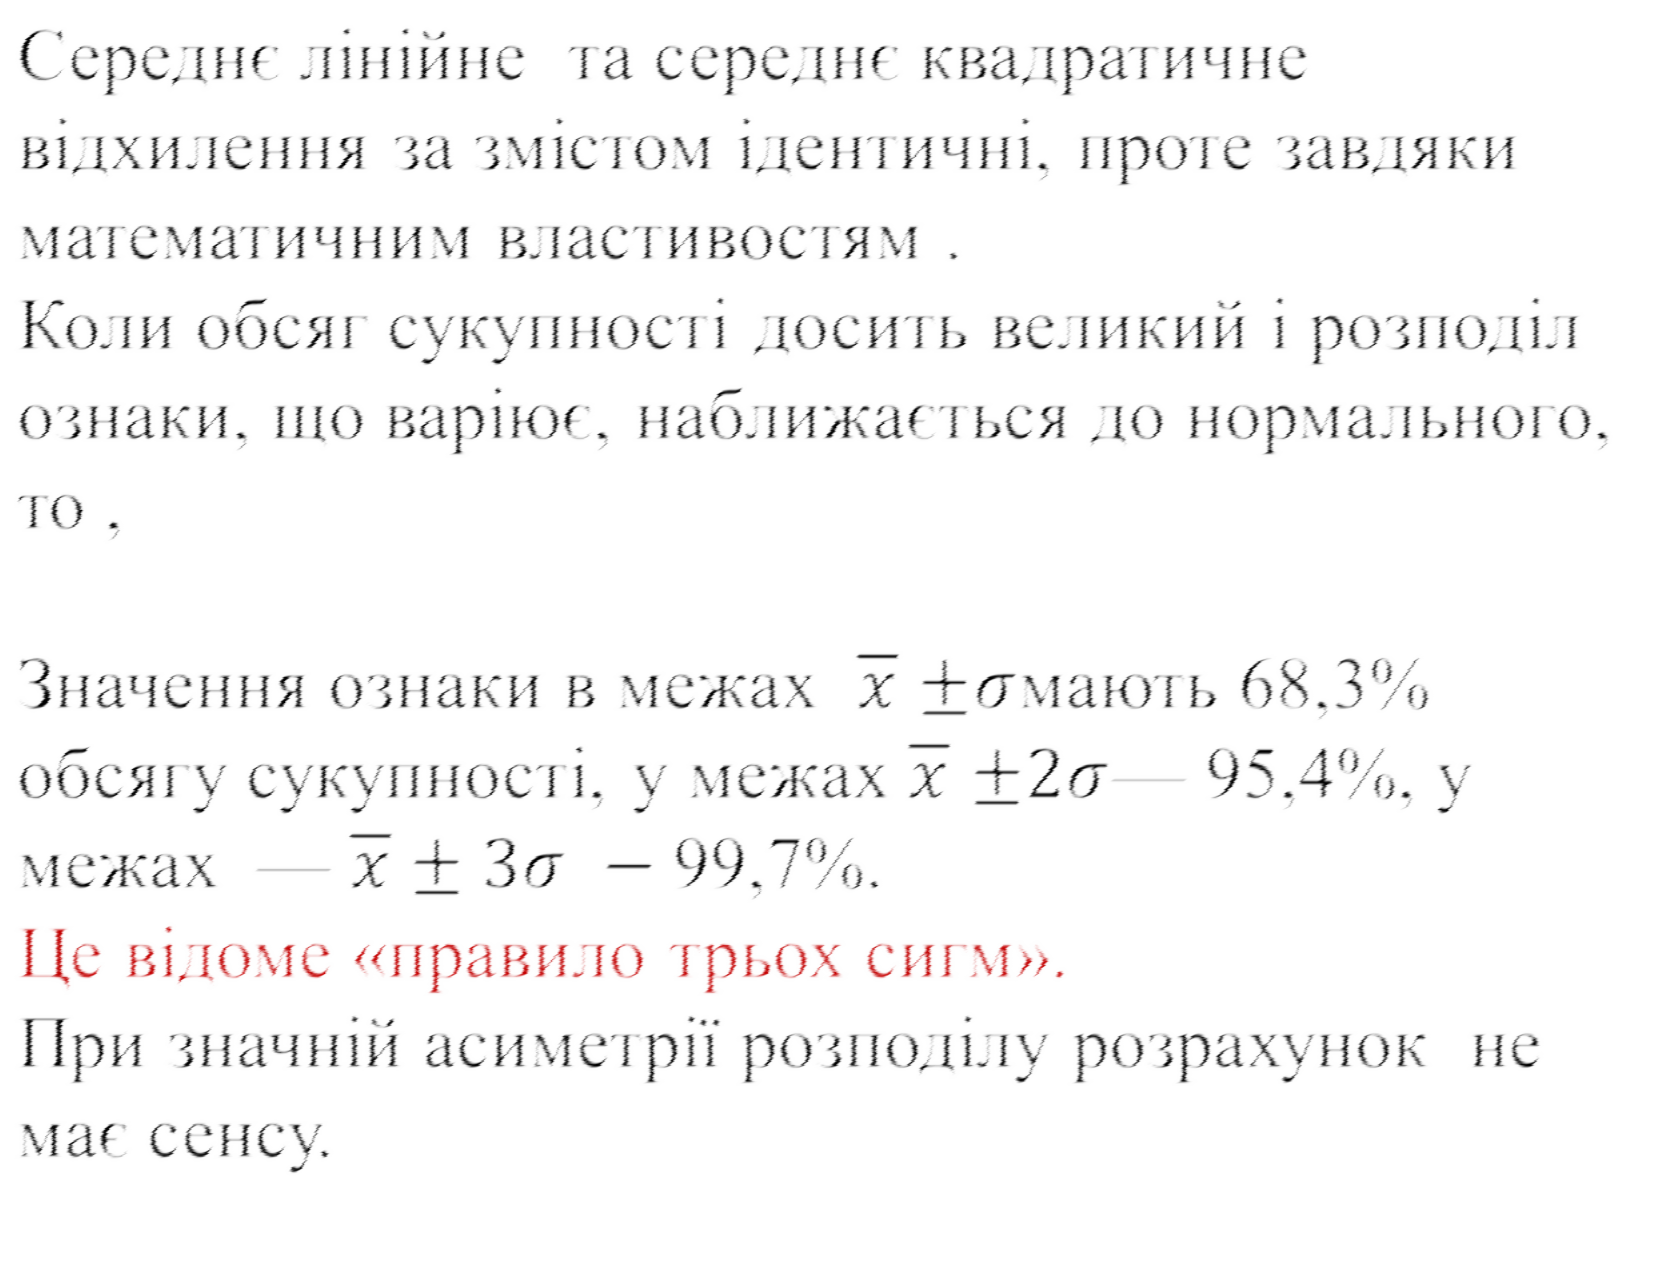 Середнє лінійне та середнє квадратичне
відхилення за змістом ідентичні, проте завдяки
математичним властивостям .
Коли обсяг сукупності досить великий і розподіл
ознаки, що варіює, наближається до нормального,
то ,
Значення ознаки в межах x̅ ±σмають 68,3%
обсягу сукупності, у межах x̅ ±2σ— 95,4%, у
межах — x̅ ± 3σ – 99,7%.
Це відоме «правило трьох сигм».
При значній асиметрії розподілу розрахунок не
має сенсу.